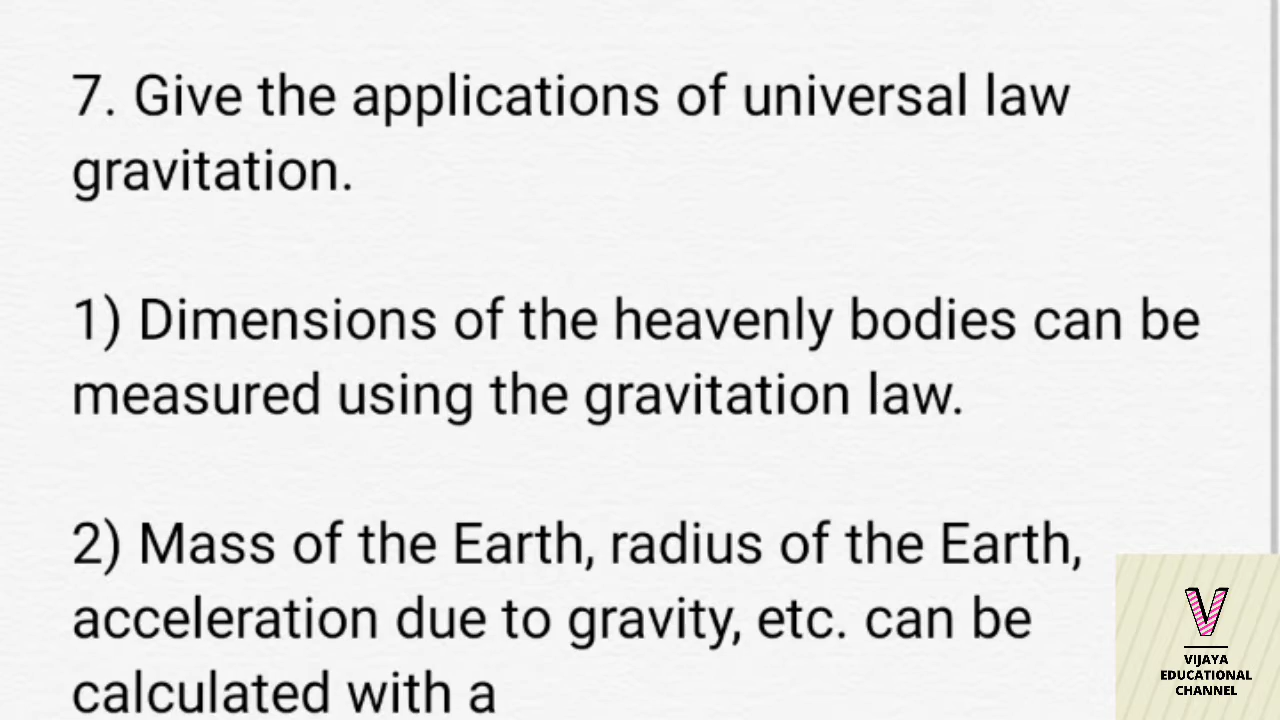 7. Give the applications of universal law
gravitation.
1) Dimensions of the heavenly bodies can be
measured using the gravitation law.
2) Mass of the Earth, radius of the Earth,
acceleration due to gravity, etc. can be
calculated with a
V
VIJAYA
EDUCATIONAL
CHANNEL